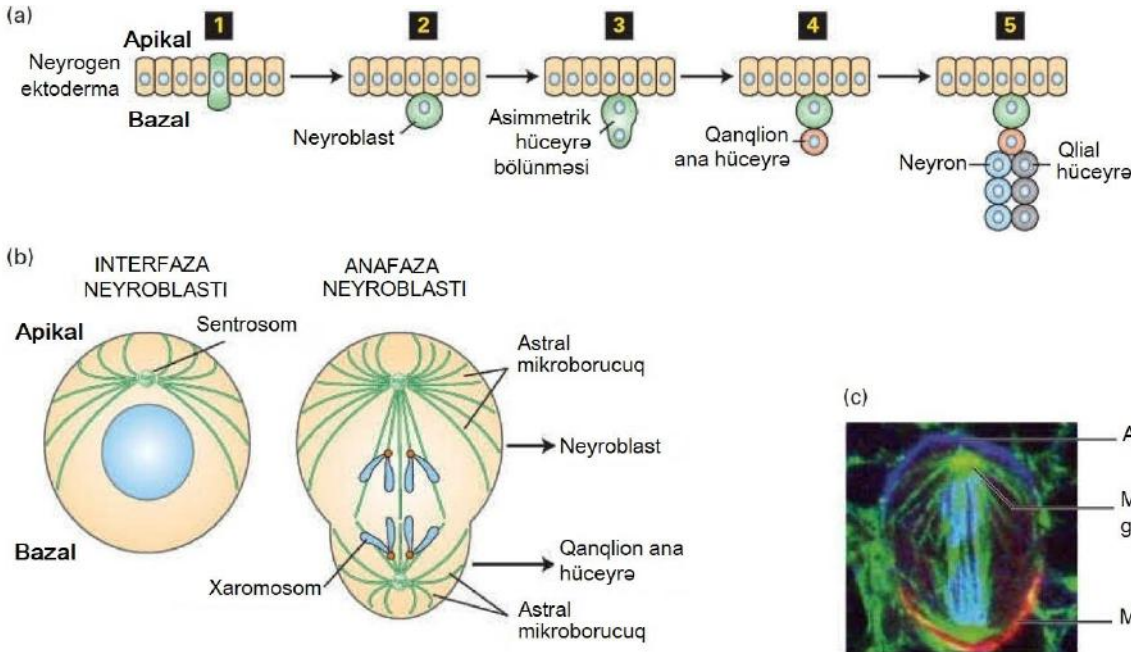 (a)
1
2
3
4
5
Apikal
Neyrogen
ektoderma
Bazal
Neyroblast
Asimmetrik
hüceyrə
bölünməsi
Qanqlion
ana hüceyrə
Neyron
Qlial
hüceyrə
(b)
INTERFAZA
NEYROBLASTI
ANAFAZA
NEYROBLASTI
Apikal
Sentrosom
Astral
mikroborucuq
Neyroblast
Bazal
Xaromosom
Qanqlion ana
hüceyrə
Astral
mikroborucuq
(c)
A
M
g
M